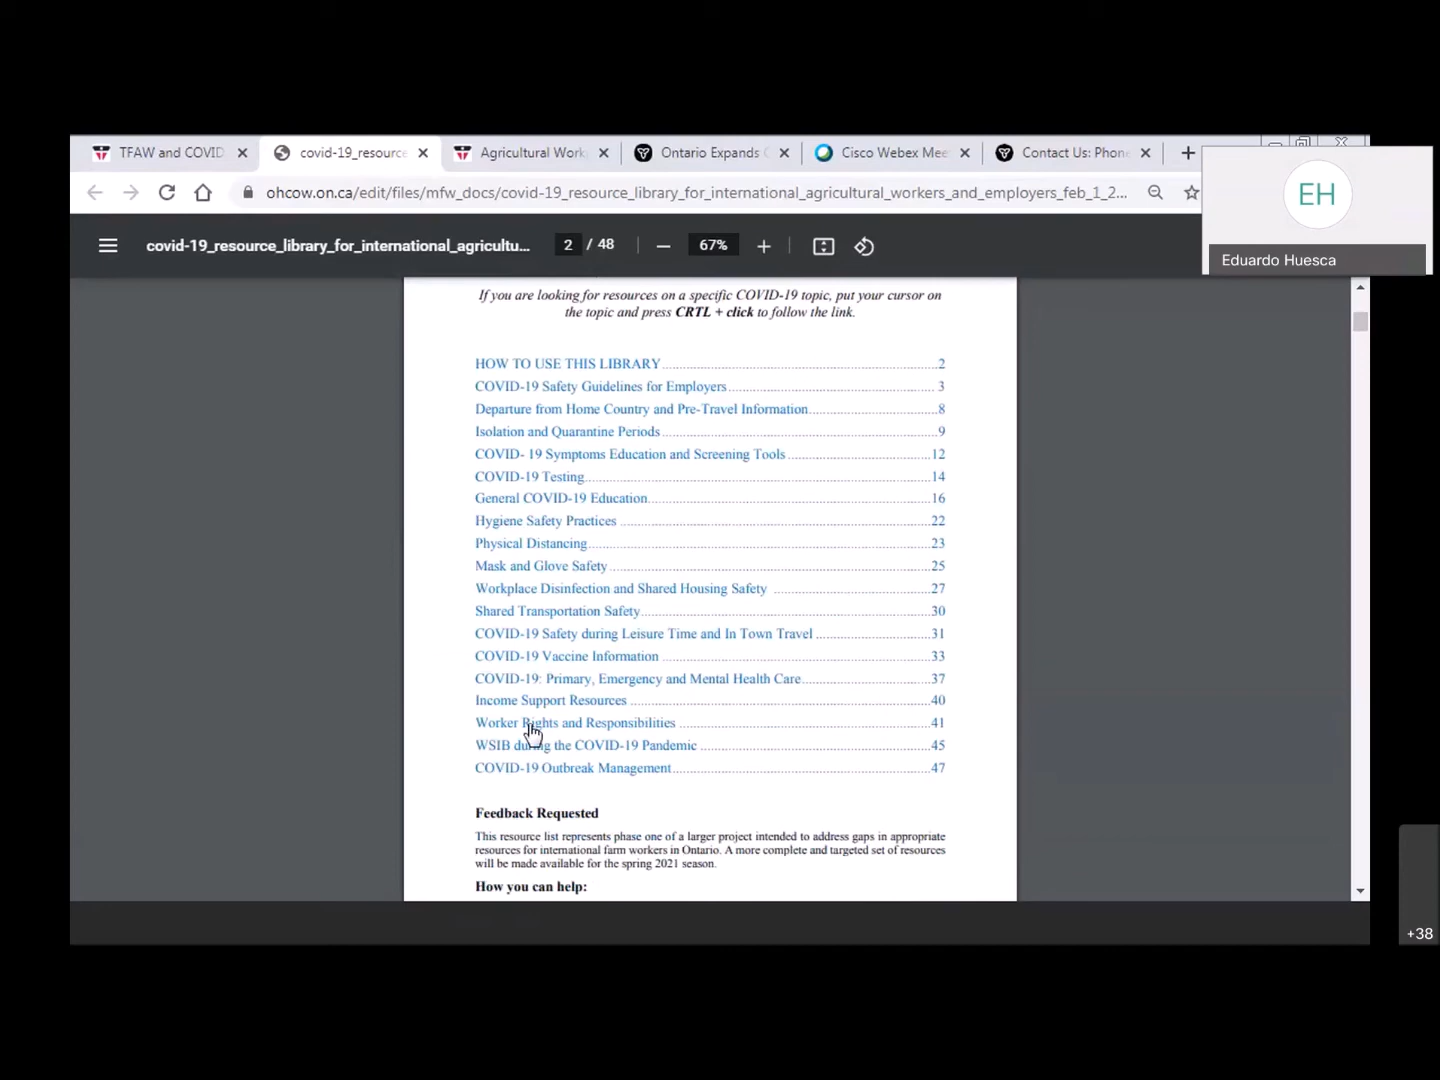 TFAW and COVID
covid-19_resource
Agricultural Work
Ontario Expands
Cisco Webex Mee
Contact Us: Phon
ohcow.on.ca/edit/files/mfw_docs/covid-19_resource_library_for_international_agricultural_workers_and_employers_feb_1_2...
covid-19_resource_library_for_international_agricultu...
2 / 48
67%
EH
Eduardo Huesca
If you are looking for resources on a specific COVID-19 topic, put your cursor on
the topic and press CRTL + click to follow the link.
HOW TO USE THIS LIBRARY 2
COVID-19 Safety Guidelines for Employers 3
Departure from Home Country and Pre-Travel Information 8
Isolation and Quarantine Periods 9
COVID- 19 Symptoms Education and Screening Tools 12
COVID-19 Testing 14
General COVID-19 Education 16
Hygiene Safety Practices 22
Physical Distancing 23
Mask and Glove Safety 25
Workplace Disinfection and Shared Housing Safety 27
Shared Transportation Safety 30
COVID-19 Safety during Leisure Time and In Town Travel 31
COVID-19 Vaccine Information 33
COVID-19: Primary, Emergency and Mental Health Care 37
Income Support Resources 40
Worker Rights and Responsibilities 41
WSIB during the COVID-19 Pandemic 45
COVID-19 Outbreak Management 47
Feedback Requested
This resource list represents phase one of a larger project intended to address gaps in appropriate
resources for international farm workers in Ontario. A more complete and targeted set of resources
will be made available for the spring 2021 season.
How you can help:
+38